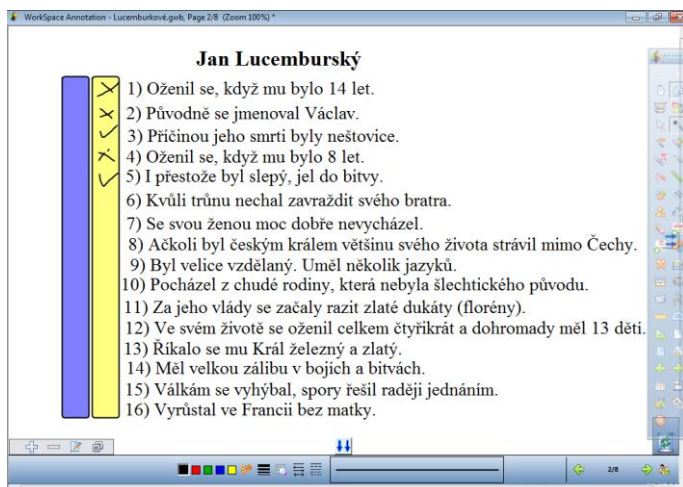 WorkSpace Annotation - Lucemburkové.gwb, Page 2/8 (Zoom 100%) *
Jan Lucemburský
1) Oženil se, když mu bylo 14 let.
2) Původně se jmenoval Václav.
3) Příčinou jeho smrti byly neštovice.
4) Oženil se, když mu bylo 8 let.
5) I přestože byl slepý, jel do bitvy.
6) Kvůli trůnu nechal zavraždit svého bratra.
7) Se svou ženou moc dobře nevycházel.
8) Ačkoli byl českým králem většinu svého života strávil mimo Čechy.
9) Byl velice vzdělaný. Uměl několik jazyků.
10) Pocházel z chudé rodiny, která nebyla šlechtického původu.
11) Za jeho vlády se začaly razit zlaté dukáty (florény).
12) Ve svém životě se oženil celkem čtyřikrát a dohromady měl 13 dětí.
13) Říkalo se mu Král železný a zlatý.
14) Měl velkou zálibu v bojích a bitvách.
15) Válkám se vyhýbal, spory řešil raději jednáním.
16) Vyrůstal ve Francii bez matky.
2/8